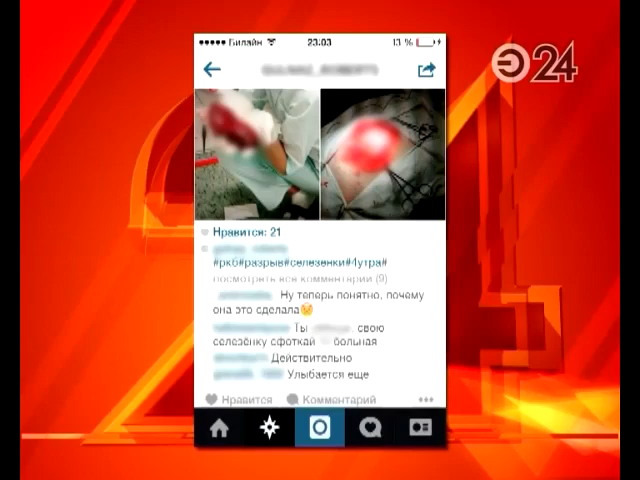 Э24
Билайн 23:03 13 %
Нравится: 21
#ркб#разрыв#селезенки#4утра#
посмотреть все комментарии (9)
Ну теперь понятно, почему
она это сделала
Ты свою
селезёнку сфоткай больная
Действительно
Улыбается еще
Нравится Комментарий